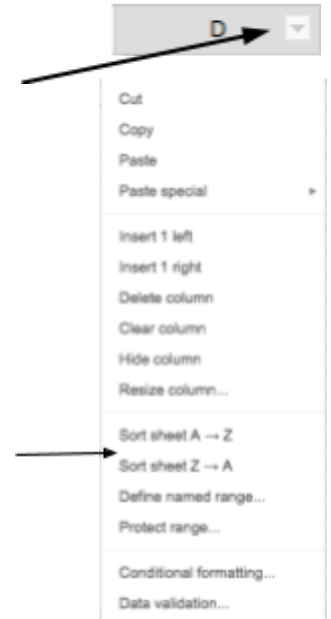 D
Cut
Copy
Paste
Paste special
Insert 1 left
Insert 1 right
Delete column
Clear column
Hide column
Resize column...
Sort sheet A → Z
Sort sheet Z → A
Define named range...
Protect range...
Conditional formatting...
Data validation...